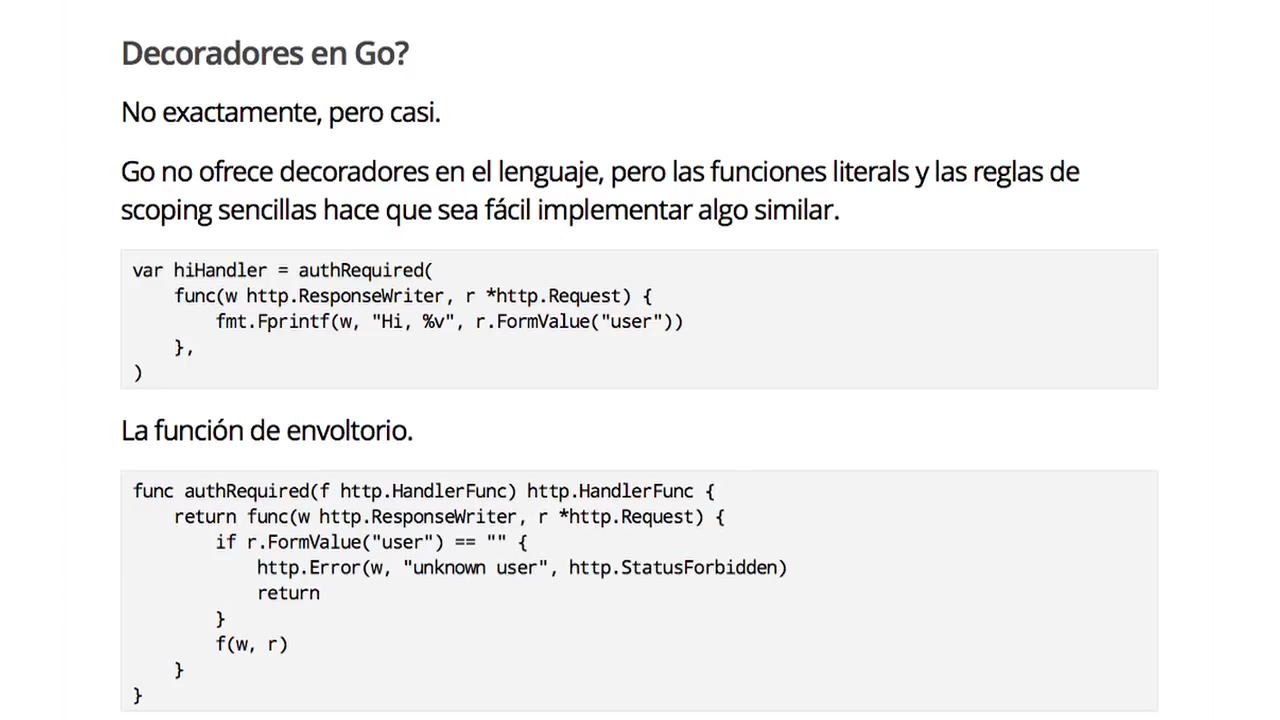 Decoradores en Go?
No exactamente, pero casi.
Go no ofrece decoradores en el lenguaje, pero las funciones literals y las reglas de
scoping sencillas hace que sea fácil implementar algo similar.
var hiHandler = authRequired(
    func(w http.ResponseWriter, r *http.Request) {
        fmt.Fprintf(w, "Hi, %v", r.FormValue("user"))
    },
)
La función de envoltorio.
func authRequired(f http.HandlerFunc) http.HandlerFunc {
    return func(w http.ResponseWriter, r *http.Request) {
        if r.FormValue("user") == "" {
            http.Error(w, "unknown user", http.StatusForbidden)
            return
        }
        f(w, r)
    }
}